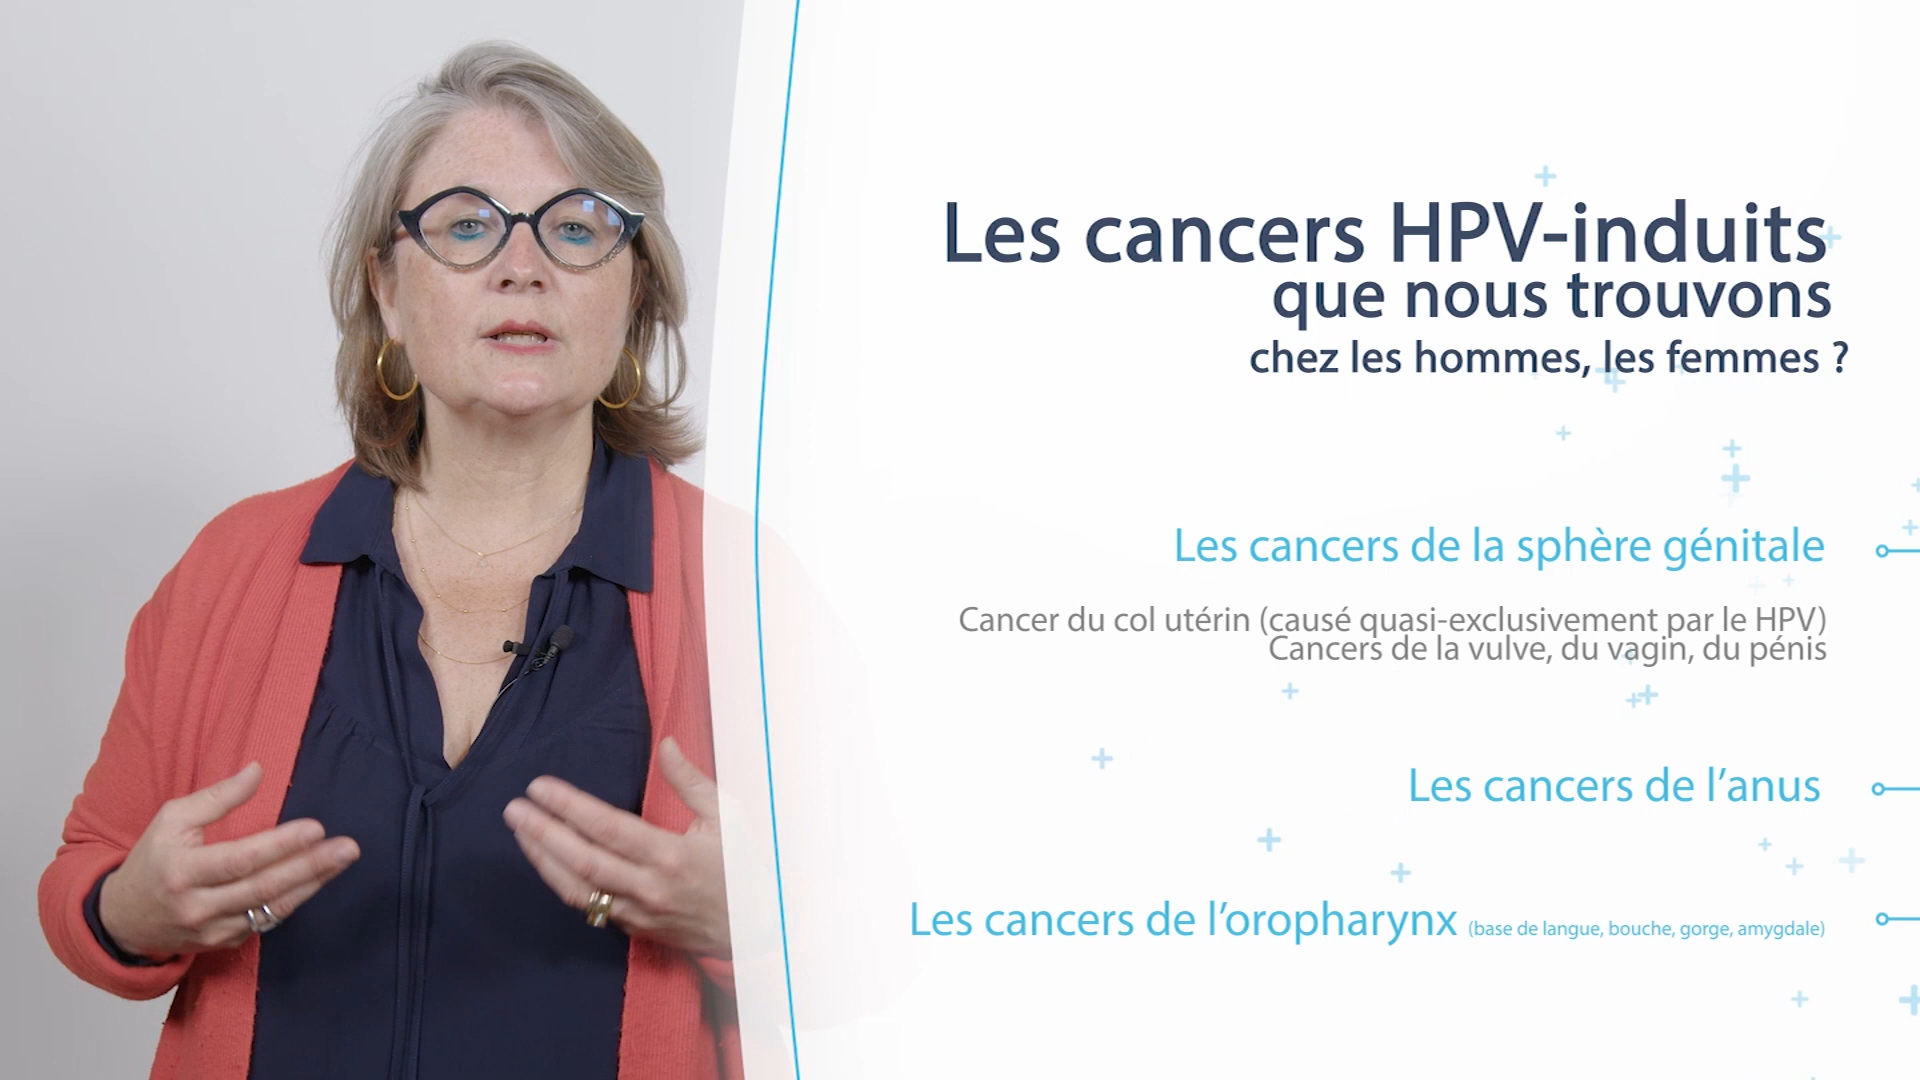 Les cancers HPV-induits
que nous trouvons
chez les hommes, les femmes ?
Les cancers de la sphère génitale
Cancer du col utérin (causé quasi-exclusivement par le HPV)
Cancers de la vulve, du vagin, du pénis
Les cancers de l’anus
Les cancers de l’oropharynx (base de langue, bouche, gorge, amygdale)